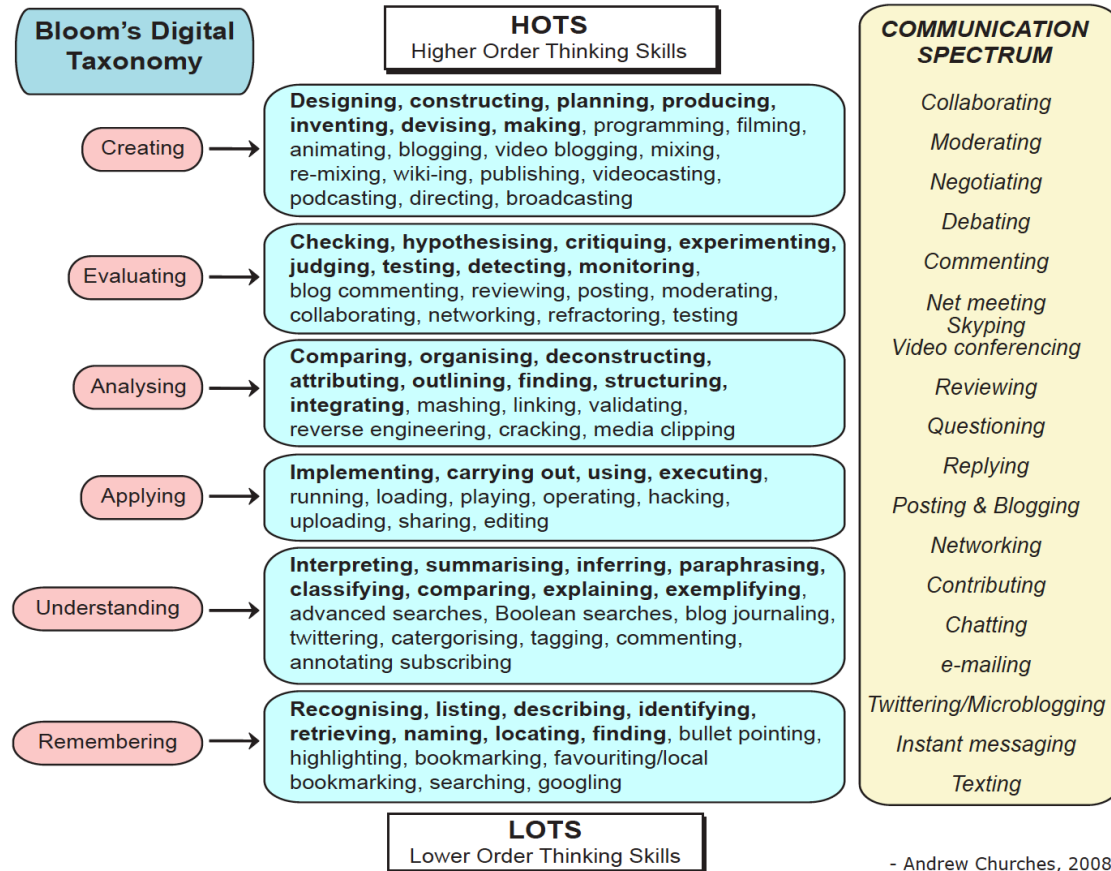 Bloom's Digital
Taxonomy
HOTS
Higher Order Thinking Skills
Creating
Designing, constructing, planning, producing,
inventing, devising, making, programming, filming,
animating, blogging, video blogging, mixing,
re-mixing, wiki-ing, publishing, videocasting,
podcasting, directing, broadcasting
Evaluating
Checking, hypothesising, critiquing, experimenting,
judging, testing, detecting, monitoring,
blog commenting, reviewing, posting, moderating,
collaborating, networking, refractoring, testing
Analysing
Comparing, organising, deconstructing,
attributing, outlining, finding, structuring,
integrating, mashing, linking, validating,
reverse engineering, cracking, media clipping
Applying
Implementing, carrying out, using, executing,
running, loading, playing, operating, hacking,
uploading, sharing, editing
Understanding
Interpreting, summarising, inferring, paraphrasing,
classifying, comparing, explaining, exemplifying,
advanced searches, Boolean searches, blog journaling,
twittering, catergorising, tagging, commenting,
annotating subscribing
Remembering
Recognising, listing, describing, identifying,
retrieving, naming, locating, finding, bullet pointing,
highlighting, bookmarking, favouriting/local
bookmarking, searching, googling
LOTS
Lower Order Thinking Skills
COMMUNICATION
SPECTRUM
Collaborating
Moderating
Negotiating
Debating
Commenting
Net meeting
Skyping
Video conferencing
Reviewing
Questioning
Replying
Posting & Blogging
Networking
Contributing
Chatting
e-mailing
Twittering/Microblogging
Instant messaging
Texting
- Andrew Churches, 2008